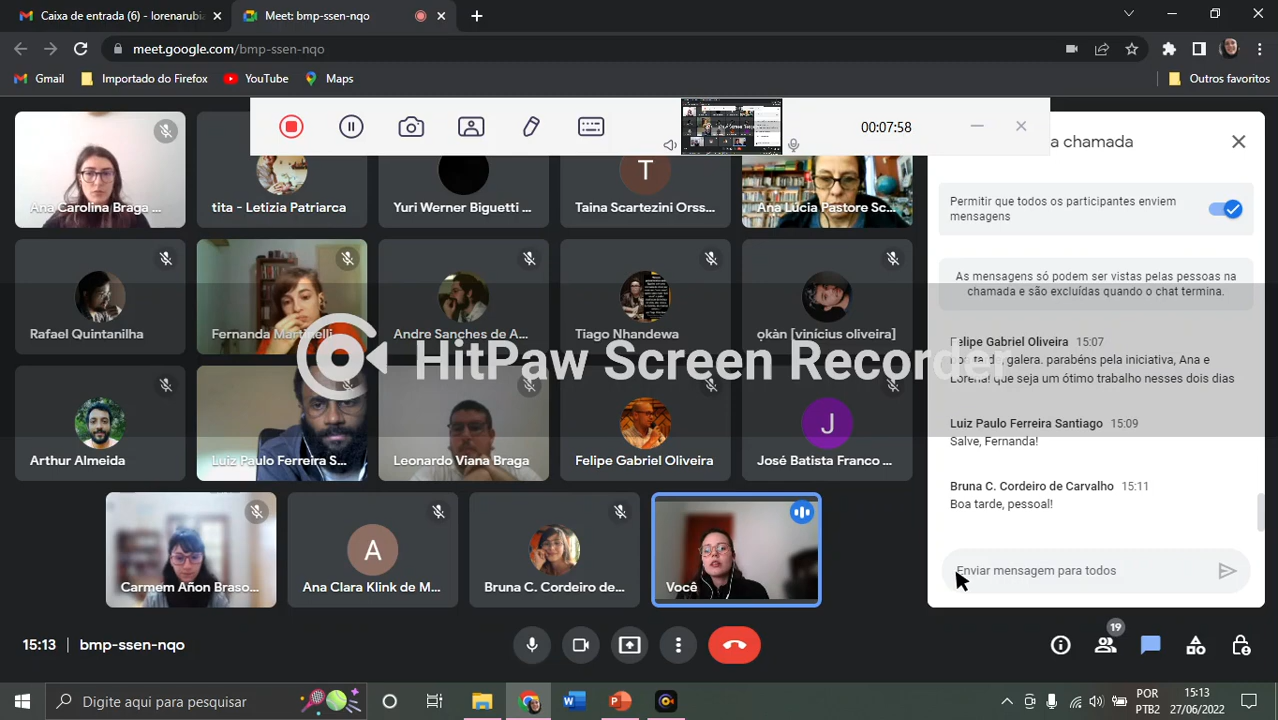 Caixa de entrada (6) - lorenarubia
Meet: bmp-ssen-nqo
meet.google.com/bmp-ssen-nqo
Gmail
Importado do Firefox
YouTube
Maps
Outros favoritos
00:07:58
a chamada
Ana Carolina Braga ...
tita - Letizia Patriarca
Yuri Werner Biguetti ...
T
Taina Scartezini Orss...
Ana Lucia Pastore Sc...
Permitir que todos os participantes enviem
mensagens
As mensagens só podem ser vistas pelas pessoas na
chamada e são excluídas quando o chat termina.
Rafael Quintanilha
Fernanda Martinelli
Andre Sanches de A...
Tiago Nhandewa
ọkàn [vinícius oliveira]
HitPaw Screen Recorder
Felipe Gabriel Oliveira 15:07
galera. parabéns pela iniciativa, Ana e
Lorena! que seja um ótimo trabalho nesses dois dias
Luiz Paulo Ferreira Santiago 15:09
Salve, Fernanda!
Arthur Almeida
Luiz Paulo Ferreira S...
Leonardo Viana Braga
Felipe Gabriel Oliveira
J
José Batista Franco ...
Bruna C. Cordeiro de Carvalho 15:11
Boa tarde, pessoal!
Carmem Añon Braso...
A
Ana Clara Klink de M...
Bruna C. Cordeiro de...
Você
Enviar mensagem para todos
15:13
bmp-ssen-nqo
19
Digite aqui para pesquisar
POR
PTB2
15:13
27/06/2022